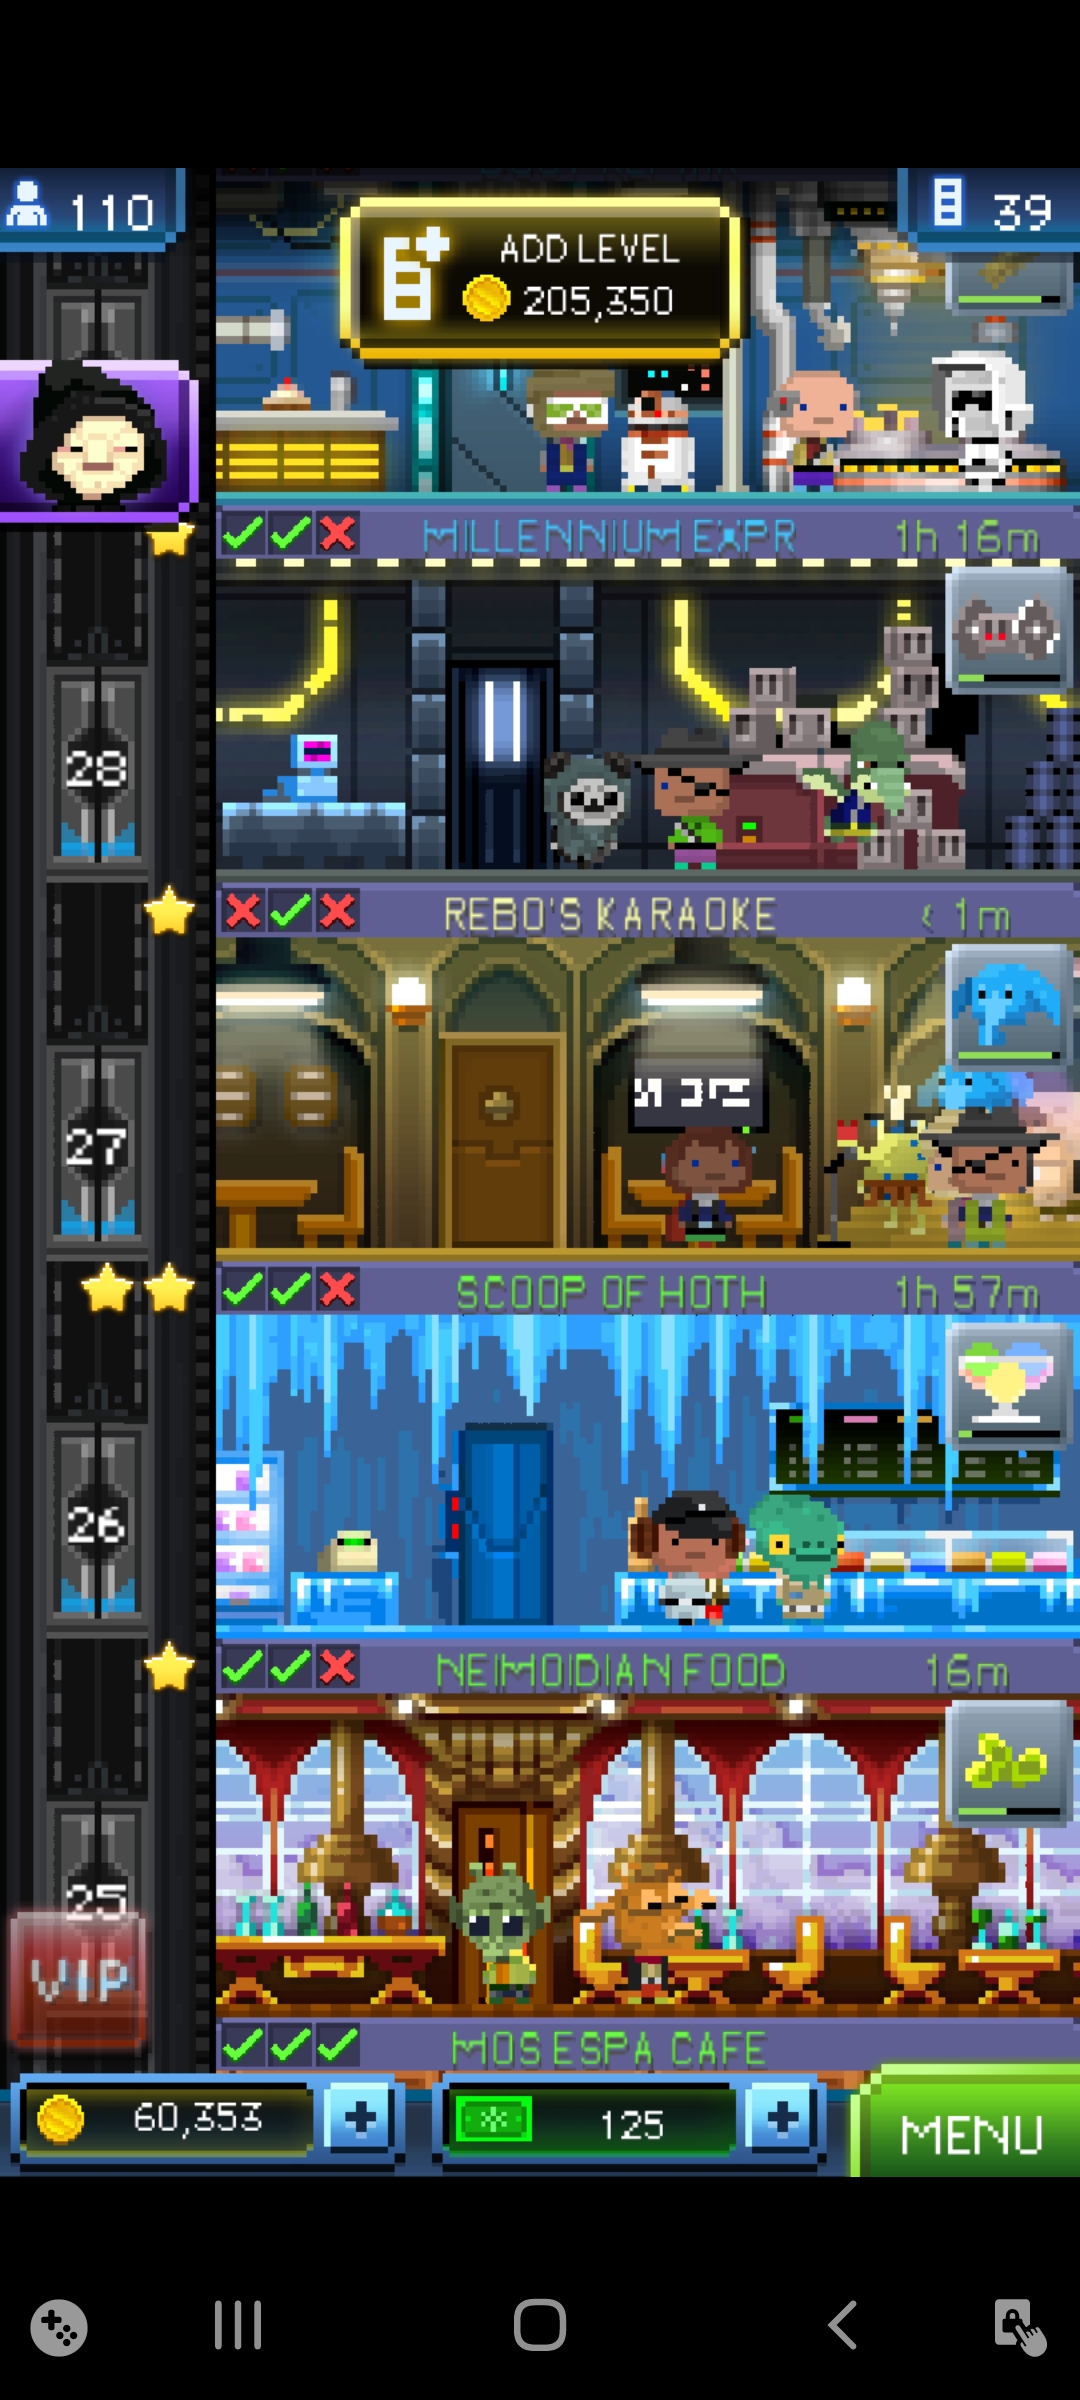 110
ADD LEVEL
205,350
39
MILLENNIUM EXPR
1h 16m
28
REBO'S KARAOKE
< 1m
27
SCOOP OF HOTH
1h 57m
26
NEIMOIDIAN FOOD
16m
25
VIP
MOS ESPA CAFE
60,353
125
MENU